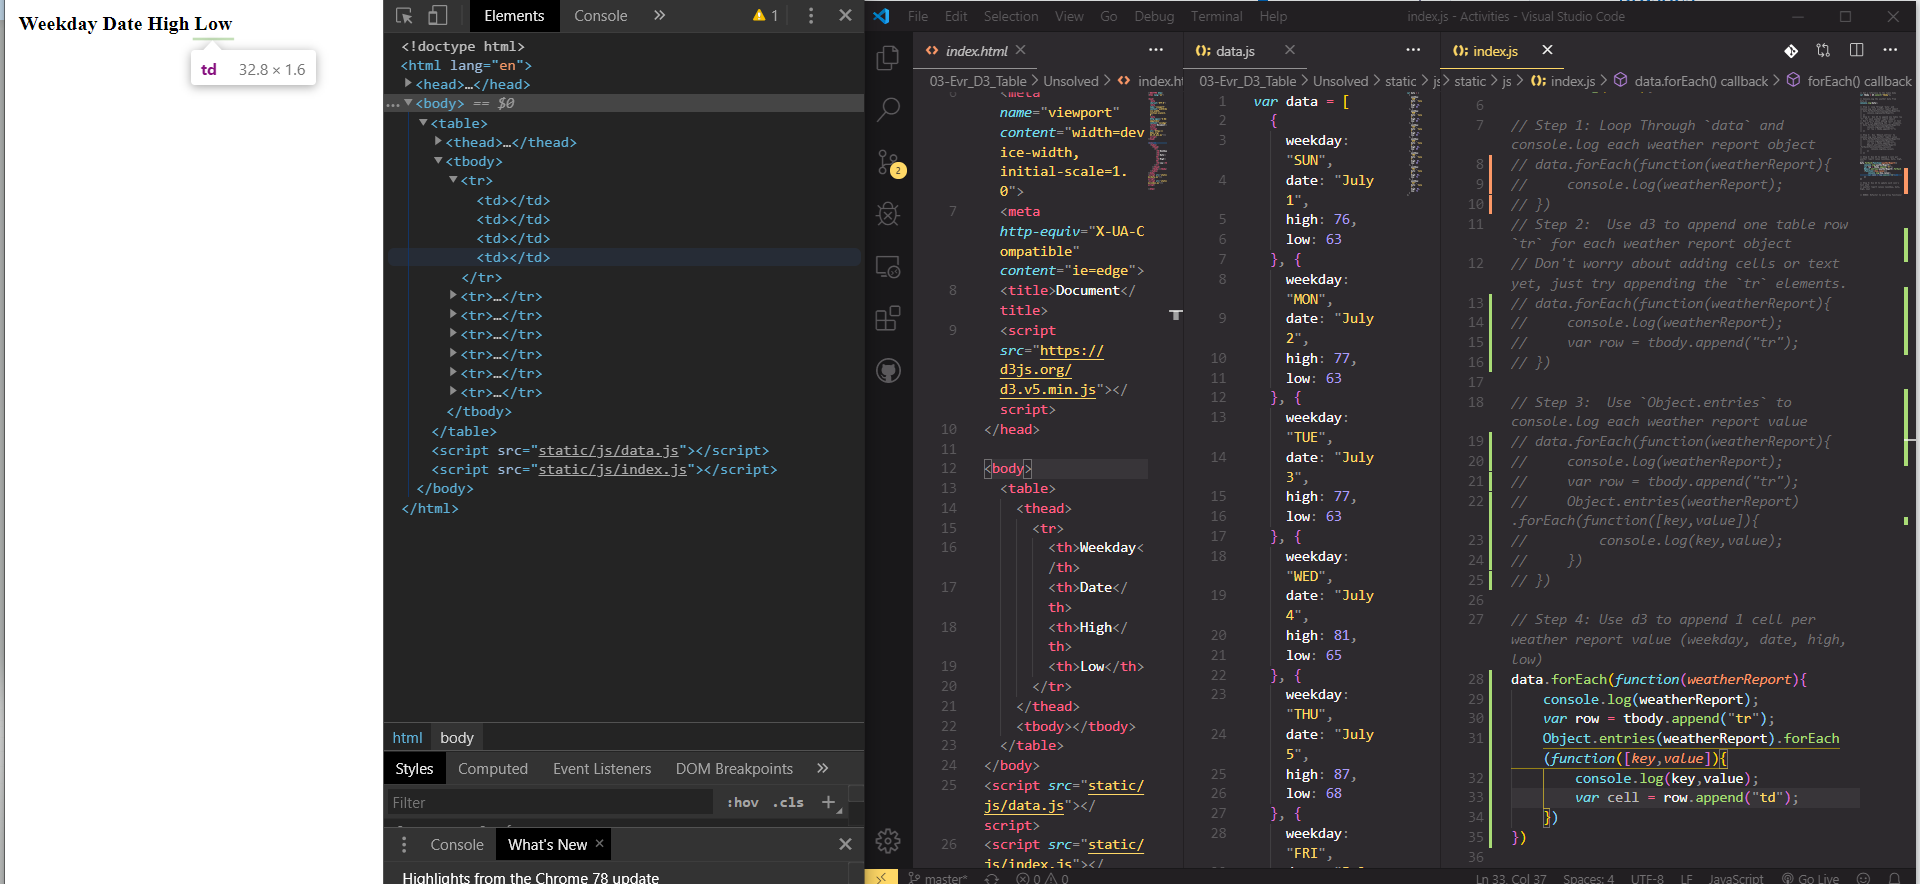 Weekday Date High Low
td 32.8 × 1.6
Elements
Console
»
1
<!doctype html>
<html lang="en">
<head>…</head>
…
<body> == $0
<table>
<thead>…</thead>
<tbody>
<tr>
<td></td>
<td></td>
<td></td>
<td></td>
</tr>
<tr>…</tr>
<tr>…</tr>
<tr>…</tr>
<tr>…</tr>
<tr>…</tr>
<tr>…</tr>
</tbody>
</table>
<script src="static/js/data.js"></script>
<script src="static/js/index.js"></script>
</body>
</html>
html body
Styles Computed Event Listeners DOM Breakpoints »
Filter :hov .cls +
Console What's New ×
Highlights from the Chrome 78 update
File Edit Selection View Go Debug Terminal Help
index.js - Activities - Visual Studio Code
2
index.html
03-Evr_D3_Table > Unsolved > index.ht
6 <meta
name="viewport"
content="width=dev
ice-width,
initial-scale=1.
0">
7 <meta
http-equiv="X-UA-C
ompatible"
content="ie=edge">
8 <title>Document</
title>
9 <script
src="https://
d3js.org/
d3.v5.min.js"></
script>
10 </head>
11
12 <body>
13 <table>
14 <thead>
15 <tr>
16 <th>Weekday<
/th>
17 <th>Date</
th>
18 <th>High</
th>
19 <th>Low</th>
20 </tr>
21 </thead>
22 <tbody></tbody>
23 </table>
24 </body>
25 <script src="static/
js/data.js"></
script>
26 <script src="static/
js/index.js"></
data.js
03-Evr_D3_Table > Unsolved > static > js
1 var data = [
2 {
3 weekday:
"SUN",
4 date: "July
1",
5 high: 76,
6 low: 63
7 }, {
8 weekday:
"MON",
9 date: "July
2",
10 high: 77,
11 low: 63
12 }, {
13 weekday:
"TUE",
14 date: "July
3",
15 high: 77,
16 low: 63
17 }, {
18 weekday:
"WED",
19 date: "July
4",
20 high: 81,
21 low: 65
22 }, {
23 weekday:
"THU",
24 date: "July
5",
25 high: 87,
26 low: 68
27 }, {
28 weekday:
"FRI",
index.js
> static > js > index.js > data.forEach() callback > forEach() callback
6
7 // Step 1: Loop Through `data` and
console.log each weather report object
8 // data.forEach(function(weatherReport){
9 // console.log(weatherReport);
10 // })
11 // Step 2: Use d3 to append one table row
`tr` for each weather report object
12 // Don't worry about adding cells or text
yet, just try appending the `tr` elements.
13 // data.forEach(function(weatherReport){
14 // console.log(weatherReport);
15 // var row = tbody.append("tr");
16 // })
17
18 // Step 3: Use `Object.entries` to
console.log each weather report value
19 // data.forEach(function(weatherReport){
20 // console.log(weatherReport);
21 // var row = tbody.append("tr");
22 // Object.entries(weatherReport)
.forEach(function([key,value]){
23 // console.log(key,value);
24 // })
25 // })
26
27 // Step 4: Use d3 to append 1 cell per
weather report value (weekday, date, high,
low)
28 data.forEach(function(weatherReport){
29 console.log(weatherReport);
30 var row = tbody.append("tr");
31 Object.entries(weatherReport).forEach
(function([key,value]){
32 console.log(key,value);
33 var cell = row.append("td");
34 })
35 })
36
master* 0 0
Ln 33, Col 37 Spaces: 4 UTF-8 LF JavaScript Go Live